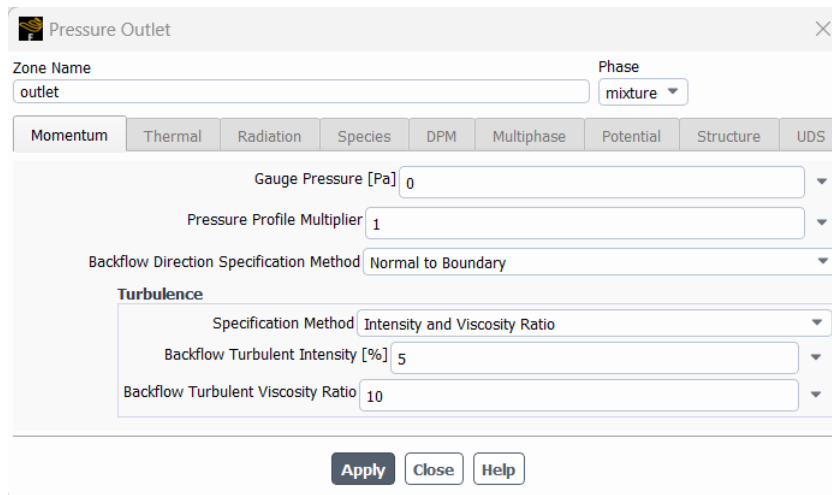 F
Pressure Outlet
Zone Name
Phase
outlet
mixture
Momentum Thermal Radiation Species DPM Multiphase Potential Structure UDS
Gauge Pressure [Pa] 0
Pressure Profile Multiplier 1
Backflow Direction Specification Method Normal to Boundary
Turbulence
Specification Method Intensity and Viscosity Ratio
Backflow Turbulent Intensity [%] 5
Backflow Turbulent Viscosity Ratio 10
Apply Close Help